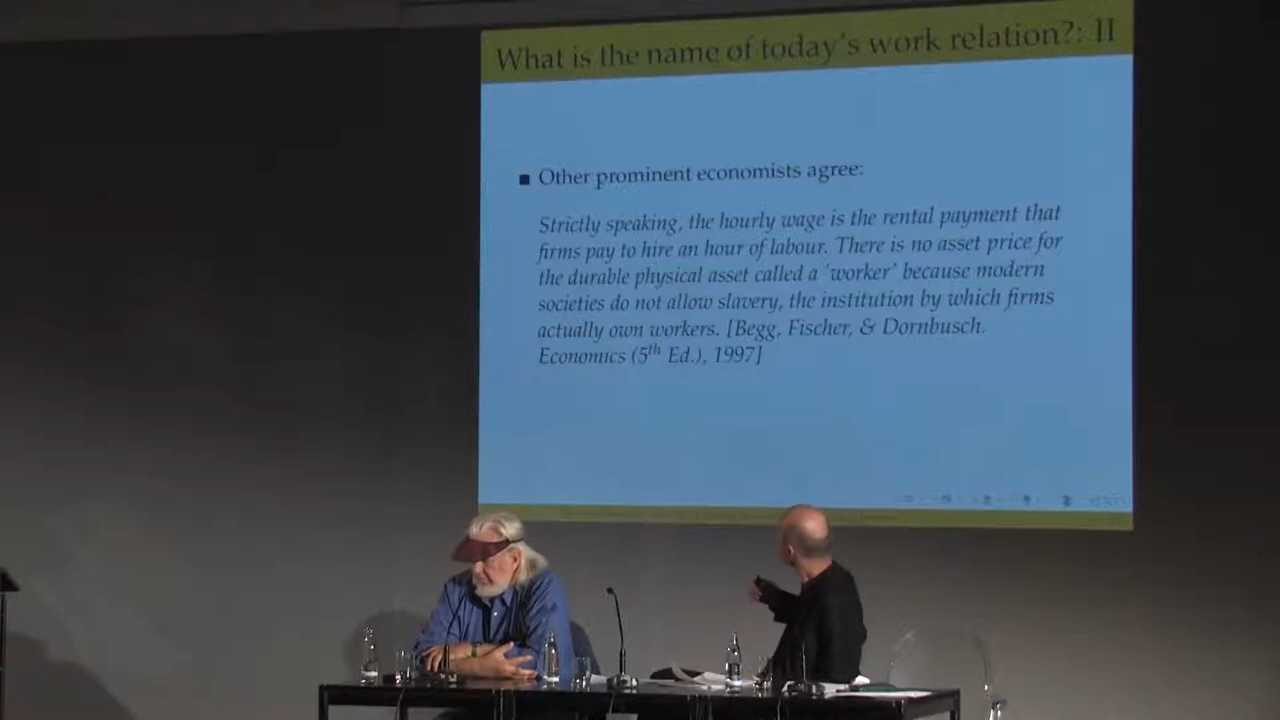 What is the name of today's work relation?: II
■ Other prominent economists agree:
Strictly speaking, the hourly wage is the rental payment that
firms pay to hire an hour of labour. There is no asset price for
the durable physical asset called a 'worker' because modern
societies do not allow slavery, the institution by which firms
actually own workers. [Begg, Fischer, & Dornbusch.
Economics (5th Ed.), 1997]